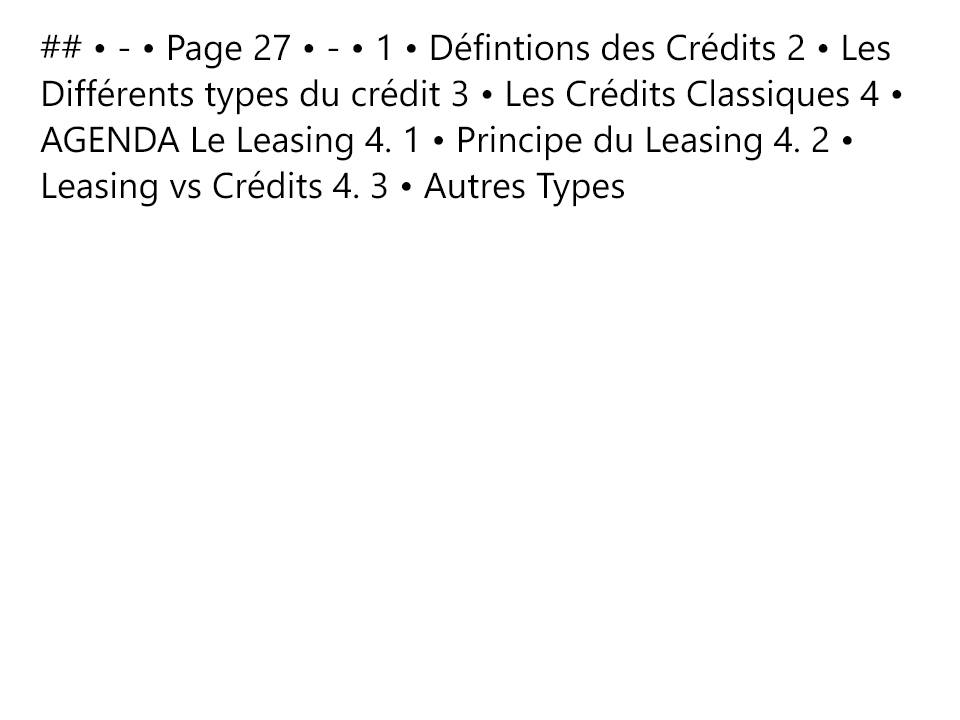 ## • - • Page 27 • - • 1 • Défintions des Crédits 2 • Les
Différents types du crédit 3 • Les Crédits Classiques 4 •
AGENDA Le Leasing 4. 1 • Principe du Leasing 4. 2 •
Leasing vs Crédits 4. 3 • Autres Types